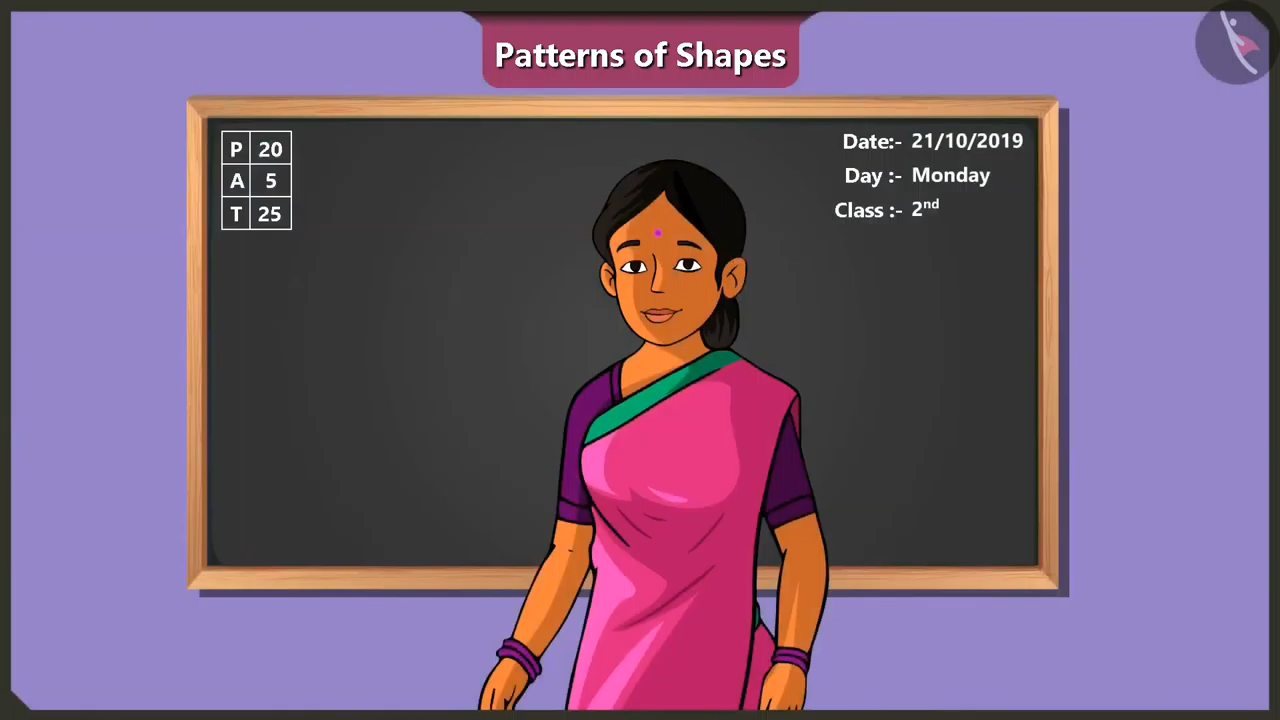 Patterns of Shapes
P 20
A 5
T 25
Date:- 21/10/2019
Day :- Monday
Class :- 2nd